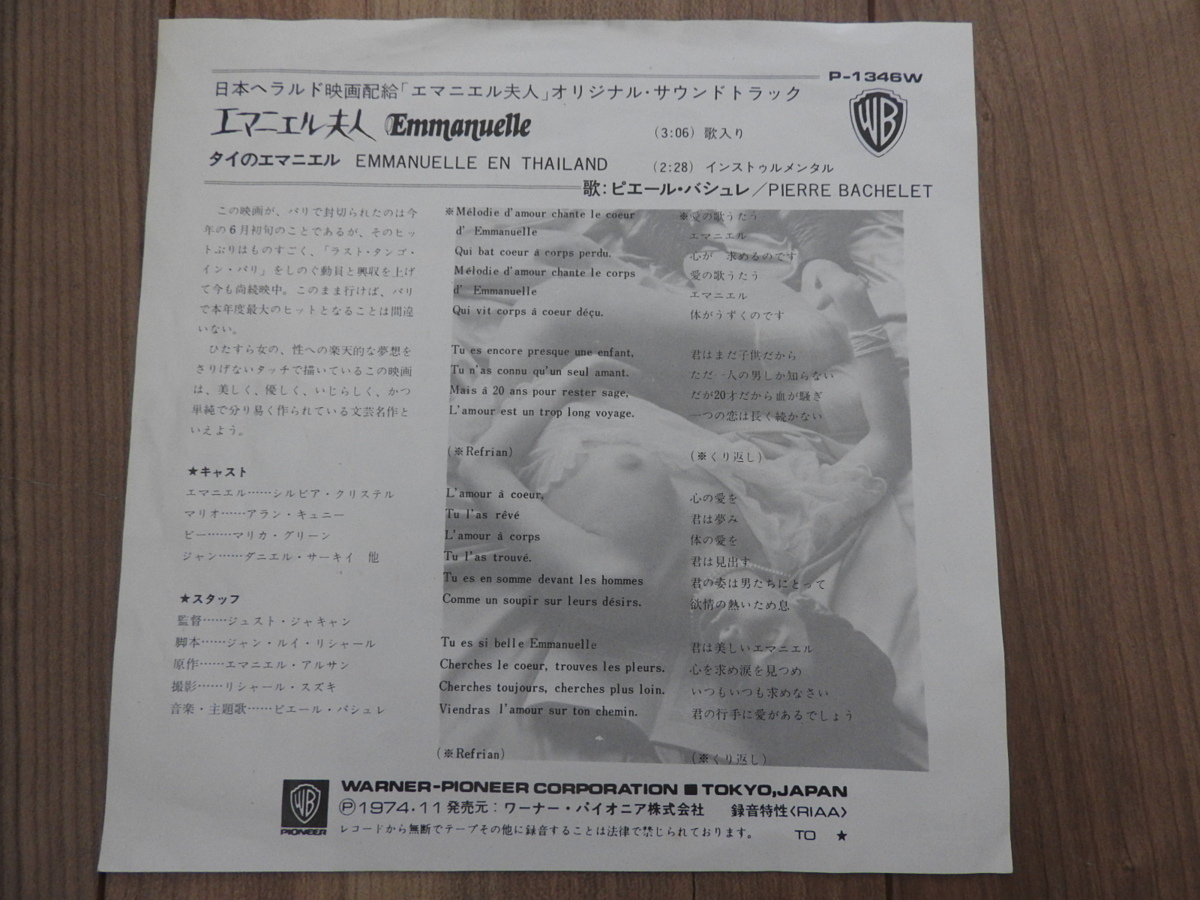 P-1346W
日本ヘラルド映画配給「エマニエル夫人」オリジナル・サウンドトラック
エマニエル夫人 Emmanuelle (3:06) 歌入り
WB
タイのエマニエル EMMANUELLE EN THAILAND (2:28) インストゥルメンタル
歌:ピエール・バシュレ/PIERRE BACHELET
この映画が、パリで封切られたのは今
年の6月初旬のことであるが、そのヒッ
トぶりはものすごく、「ラスト・タンゴ・
イン・パリ」をしのぐ動員と興収を上げ
て今も尚続映中。このまま行けば、パリ
で本年度最大のヒットとなることは間違
いない。
ひたすら女の、性への楽天的な夢想を
さりげないタッチで描いているこの映画
は、美しく、優しく、いじらしく、かつ
単純で分り易く作られている文芸名作と
いえよう。
★キャスト
エマニエル……シルビア・クリステル
マリオ……アラン・キュニー
ビー……マリカ・グリーン
ジャン……ダニエル・サーキイ 他
★スタッフ
監督……ジュスト・ジャキャン
脚本……ジャン・ルイ・リシャール
原作……エマニエル・アルサン
撮影……リシャール・スズキ
音楽・主題歌……ピエール・バシュレ
※Mélodie d'amour chante le coeur
d' Emmanuelle
Qui bat coeur á corps perdu.
Mélodie d'amour chante le corps
d' Emmanuelle
Qui vit corps á coeur déçu.
Tu es encore presque une enfant,
Tu n'as connu qu'un seul amant.
Mais á 20 ans pour rester sage,
L'amour est un trop long voyage.
(※Refrian)
L'amour á coeur,
Tu l'as rêvé
L'amour á corps
Tu l'as trouvé.
Tu es en somme devant les hommes
Comme un soupir sur leurs désirs.
Tu es si belle Emmanuelle
Cherches le coeur, trouves les pleurs.
Cherches toujours, cherches plus loin.
Viendras l'amour sur ton chemin.
(※Refrian)
※愛の歌うたう
エマニエル
心が 求めるのです
愛の歌うたう
エマニエル
体がうずくのです
君はまだ子供だから
ただ一人の男しか知らない
だが20才だから血が騒ぎ
一つの恋は長く続かない
(※くり返し)
心の愛を
君は夢み
体の愛を
君は見出す
君の姿は男たちにとって
欲情の熱いため息
君は美しいエマニエル
心を求め涙を見つめ
いつもいつも求めなさい
君の行手に愛があるでしょう
(※くり返し)
WB PIONEER
WARNER-PIONEER CORPORATION ■ TOKYO, JAPAN
Ⓟ1974・11 発売元:ワーナー・パイオニア株式会社 録音特性〈RIAA〉
レコードから無断でテープその他に録音することは法律で禁じられております。 TO ★